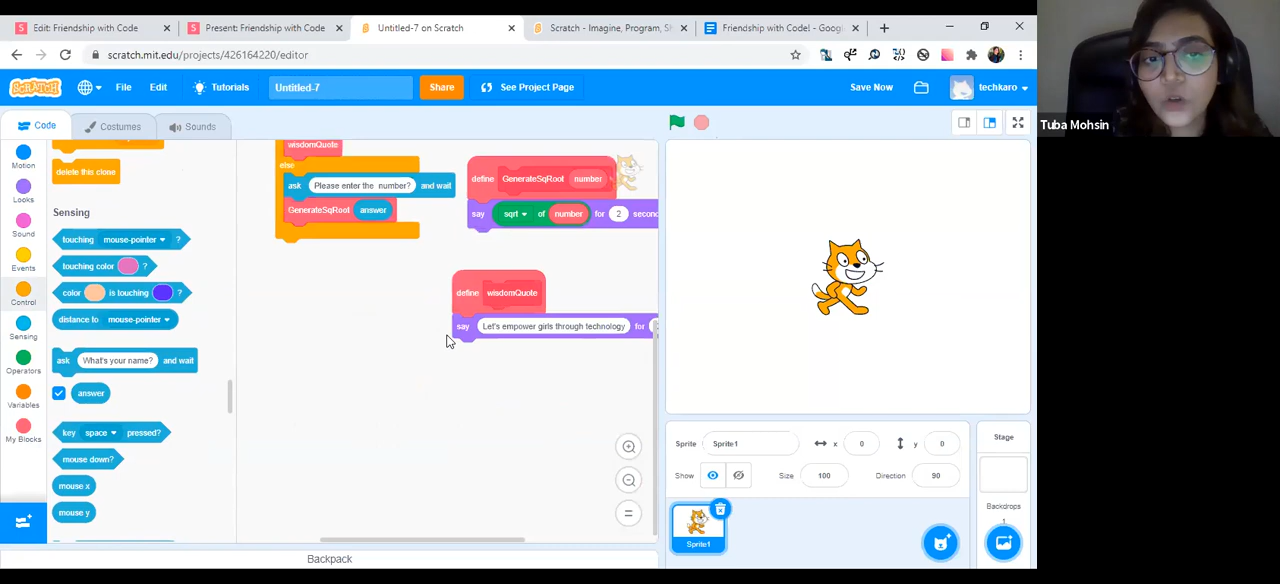 Edit: Friendship with Code
Present: Friendship with Code
Untitled-7 on Scratch
Scratch - Imagine, Program, Sh
Friendship with Code! - Googl
scratch.mit.edu/projects/426164220/editor
SCRATCH
File
Edit
Tutorials
Untitled-7
Share
See Project Page
Save Now
techkaro
Tuba Mohsin
Code
Costumes
Sounds
Motion
Looks
Sound
Events
Control
Sensing
Operators
Variables
My Blocks
delete this clone
Sensing
touching mouse-pointer ?
touching color ?
color is touching ?
distance to mouse-pointer
ask What's your name? and wait
answer
key space pressed?
mouse down?
mouse x
mouse y
wisdomQuote
else
ask Please enter the number? and wait
GenerateSqRoot answer
define GenerateSqRoot number
say sqrt of number for 2 second
define wisdomQuote
say Let's empower girls through technology for
Sprite
Sprite1
x
0
y
0
Show
Size
100
Direction
90
Sprite1
Stage
Backdrops
1
Backpack